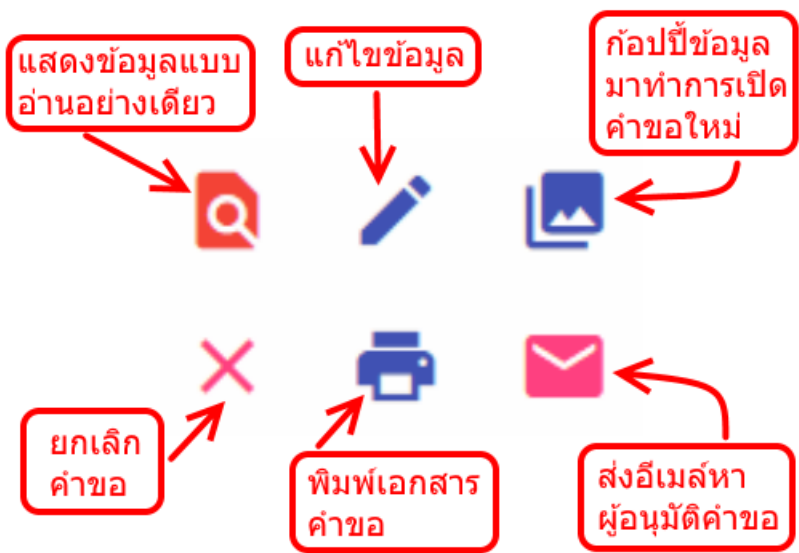 แสดงข้อมูลแบบ
อ่านอย่างเดียว
แก้ไขข้อมูล
ก้อปปี้ข้อมูล
มาทำการเปิด
คำขอใหม่
ยกเลิก
คำขอ
พิมพ์เอกสาร
คำขอ
ส่งอีเมล์หา
ผู้อนุมัติคำขอ